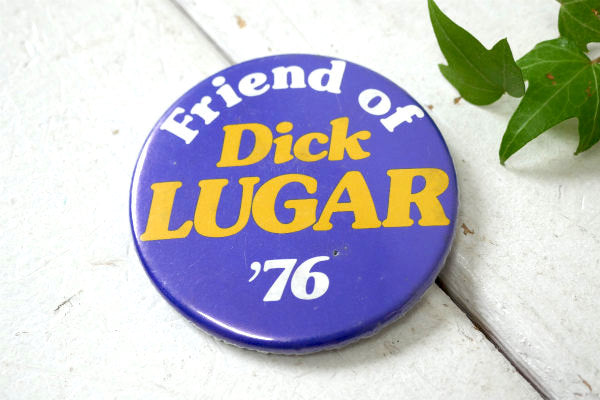 Friend of
Dick
LUGAR
’76